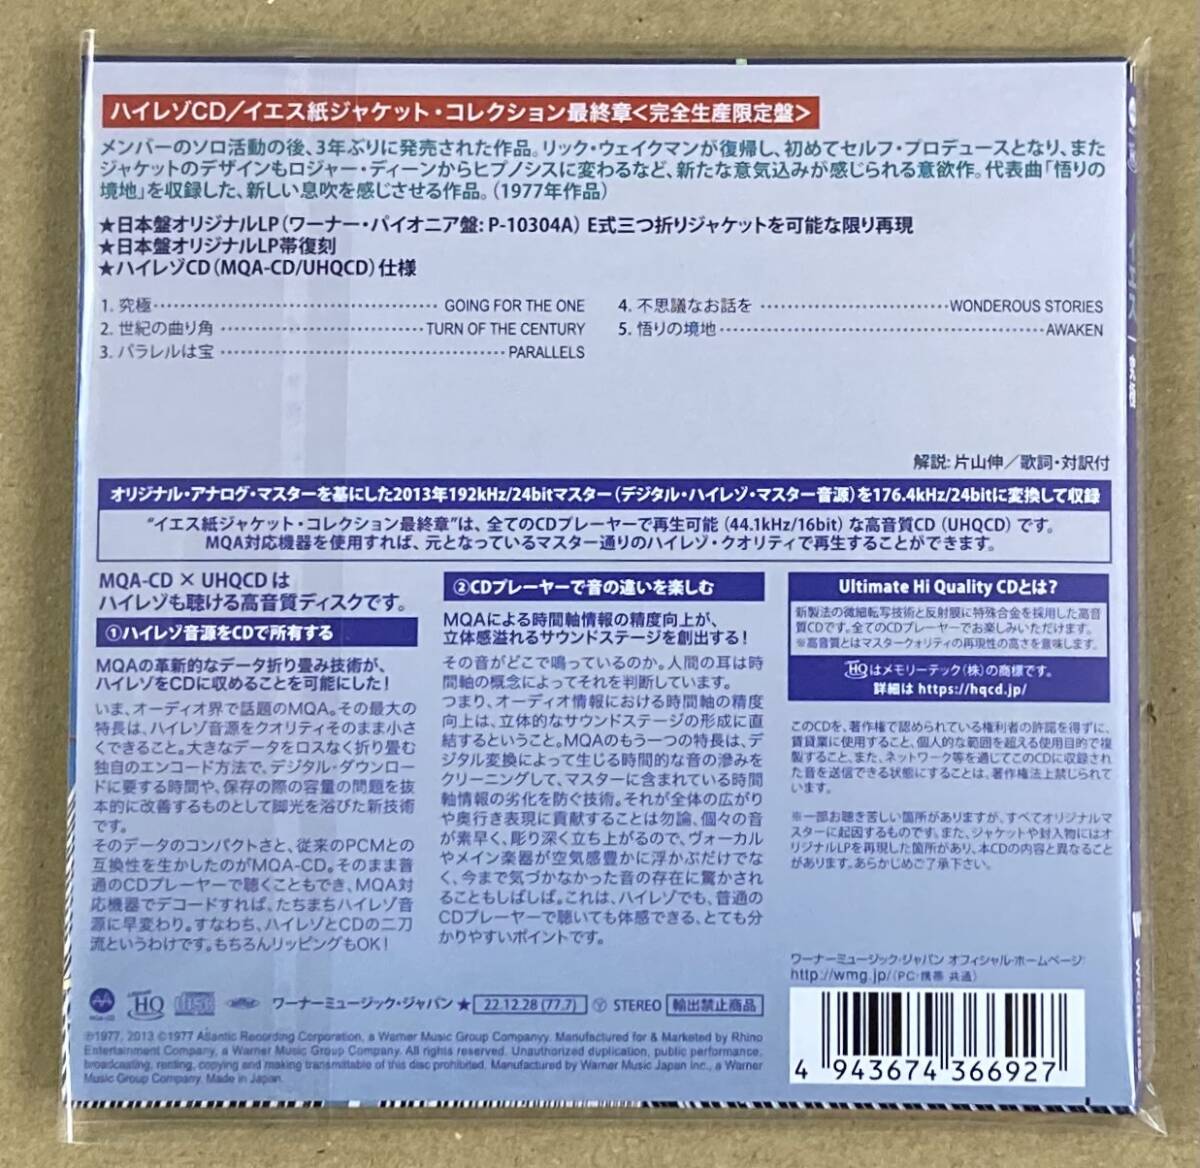 ハイレゾCD／イエス紙ジャケット・コレクション最終章＜完全生産限定盤＞
メンバーのソロ活動の後、3年ぶりに発売された作品。リック・ウェイクマンが復帰し、初めてセルフ・プロデュースとなり、また
ジャケットのデザインもロジャー・ディーンからヒプノシスに変わるなど、新たな意気込みが感じられる意欲作。代表曲「悟りの
境地」を収録した、新しい息吹を感じさせる作品。（1977年作品）
★日本盤オリジナルLP（ワーナー・パイオニア盤: P-10304A） E式三つ折りジャケットを可能な限り再現
★日本盤オリジナルLP帯復刻
★ハイレゾCD（MQA-CD/UHQCD）仕様
1. 究極 GOING FOR THE ONE
2. 世紀の曲り角 TURN OF THE CENTURY
3. パラレルは宝 PARALLELS
4. 不思議なお話を WONDEROUS STORIES
5. 悟りの境地 AWAKEN
解説: 片山伸／歌詞・対訳付
オリジナル・アナログ・マスターを基にした2013年192kHz/24bitマスター（デジタル・ハイレゾ・マスター音源）を176.4kHz/24bitに変換して収録
“イエス紙ジャケット・コレクション最終章”は、全てのCDプレーヤーで再生可能（44.1kHz/16bit）な高音質CD（UHQCD）です。
MQA対応機器を使用すれば、元となっているマスター通りのハイレゾ・クオリティで再生することができます。
MQA-CD × UHQCD は
ハイレゾも聴ける高音質ディスクです。
①ハイレゾ音源をCDで所有する
MQAの革新的なデータ折り畳み技術が、
ハイレゾをCDに収めることを可能にした！
いま、オーディオ界で話題のMQA。その最大の
特長は、ハイレゾ音源をクオリティそのまま小さ
くできること。大きなデータをロスなく折り畳む
独自のエンコード方法で、デジタル・ダウンロー
ドに要する時間や、保存の際の容量の問題を抜
本的に改善するものとして脚光を浴びた新技術
です。
そのデータのコンパクトさと、従来のPCMとの
互換性を生かしたのがMQA-CD。そのまま普
通のCDプレーヤーで聴くこともでき、MQA対
応機器でデコードすれば、たちまちハイレゾ音
源に早変わり。すなわち、ハイレゾとCDの二刀
流というわけです。もちろんリッピングもOK！
②CDプレーヤーで音の違いを楽しむ
MQAによる時間軸情報の精度向上が、
立体感溢れるサウンドステージを創出する！
その音がどこで鳴っているのか。人間の耳は時
間軸の概念によってそれを判断しています。
つまり、オーディオ情報における時間軸の精度
向上は、立体的なサウンドステージの形成に直
結するということ。MQAのもう一つの特長は、デ
ジタル変換によって生じる時間的な音の滲みを
クリーニングして、マスターに含まれている時間
軸情報の劣化を防ぐ技術。それが全体の広がり
や奥行き表現に貢献することは勿論、個々の音
が素早く、彫り深く立ち上がるので、ヴォーカル
やメイン楽器が空気感豊かに浮かぶだけでな
く、今まで気づかなかった音の存在に驚かされ
ることもしばしば。これは、ハイレゾでも、普通の
CDプレーヤーで聴いても体感できる、とても分
かりやすいポイントです。
Ultimate Hi Quality CDとは？
新製法の微細転写技術と反射膜に特殊合金を採用した高音
質CDです。全てのCDプレーヤーでお楽しみいただけます。
※高音質とはマスタークォリティの再現性の高さを意味します。
HQはメモリーテック（株）の商標です。
詳細は https://hqcd.jp/
このCDを、著作権で認められている権利者の許諾を得ずに、
賃貸業に使用すること、個人的な範囲を超える使用目的で複
製すること、また、ネットワーク等を通じてこのCDに収録され
た音を送信できる状態にすることは、著作権法上禁じられて
います。
※一部お聴き苦しい箇所がありますが、すべてオリジナルマ
スターに起因するものです。また、ジャケットや封入物にはオ
リジナルLPを再現した箇所があり、本CDの内容と異なること
があります。あらかじめご了承下さい。
ワーナーミュージック・ジャパン オフィシャル・ホームページ:
http://wmg.jp/（PC・携帯 共通）
HQ ワーナーミュージック・ジャパン ★ 22.12.28 (77.7) Ⓨ STEREO 輸出禁止商品
℗1977, 2013 ©1977 Atlantic Recording Corporation, a Warner Music Group Companyy. Manufactured for & Marketed by Rhino
Entertainment Company, a Warner Music Group Company. All rights reserved. Unauthorized duplication, public performance,
broadcasting, renting, copying and making transmittable of this disc prohibited. Manufactured by Warner Music Japan inc., a Warner
Music Group Company. Made in Japan.
4 943674 366927